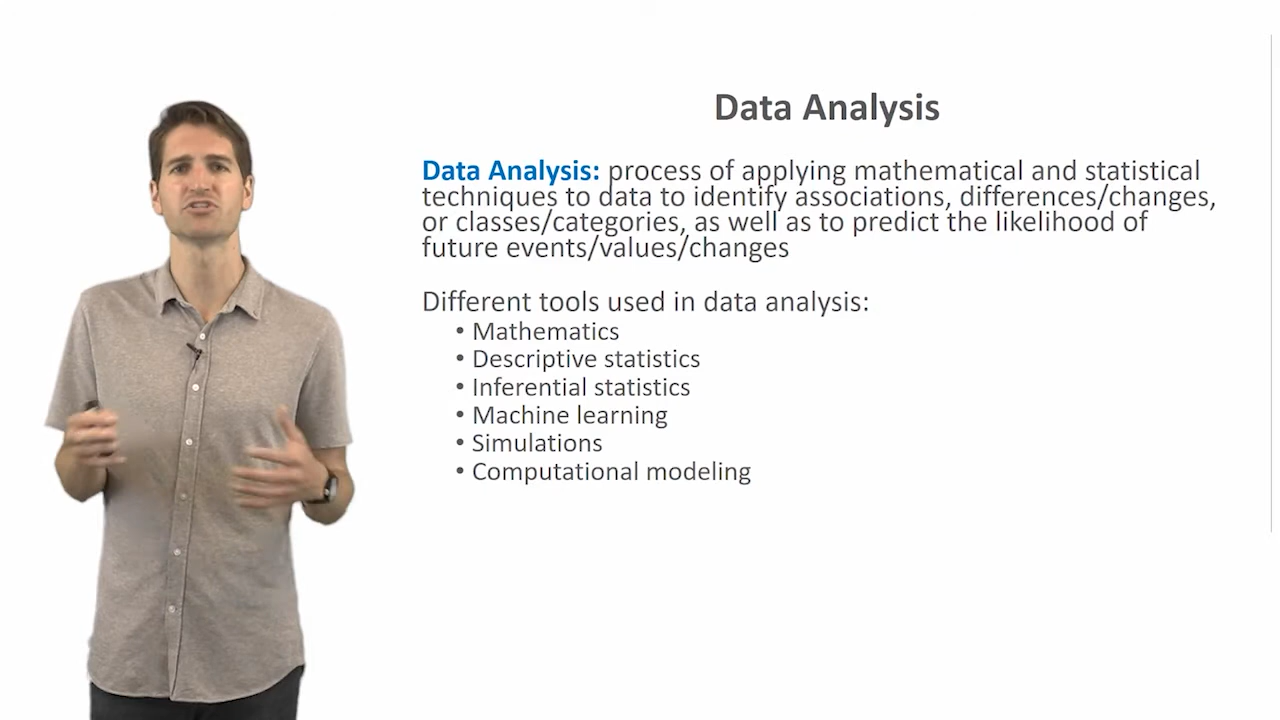 Data Analysis
Data Analysis: process of applying mathematical and statistical
techniques to data to identify associations, differences/changes,
or classes/categories, as well as to predict the likelihood of
future events/values/changes
Different tools used in data analysis:
• Mathematics
• Descriptive statistics
• Inferential statistics
• Machine learning
• Simulations
• Computational modeling